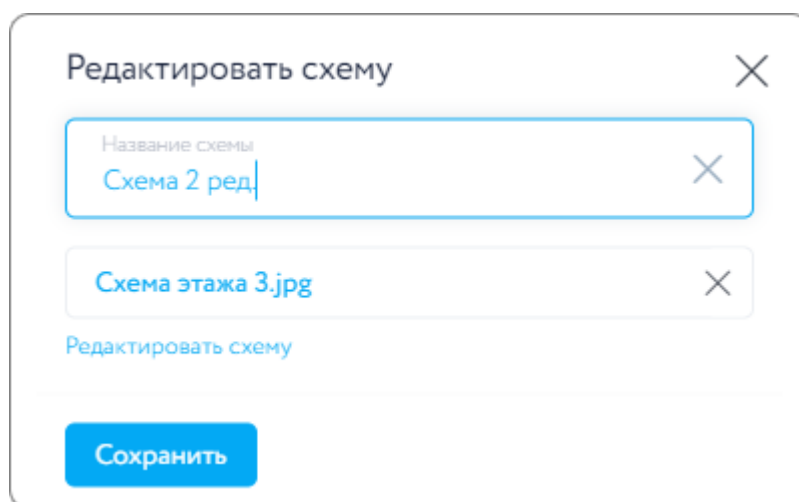 Редактировать схему
Название схемы
Схема 2 ред.
Схема этажа 3.jpg
Редактировать схему
Сохранить